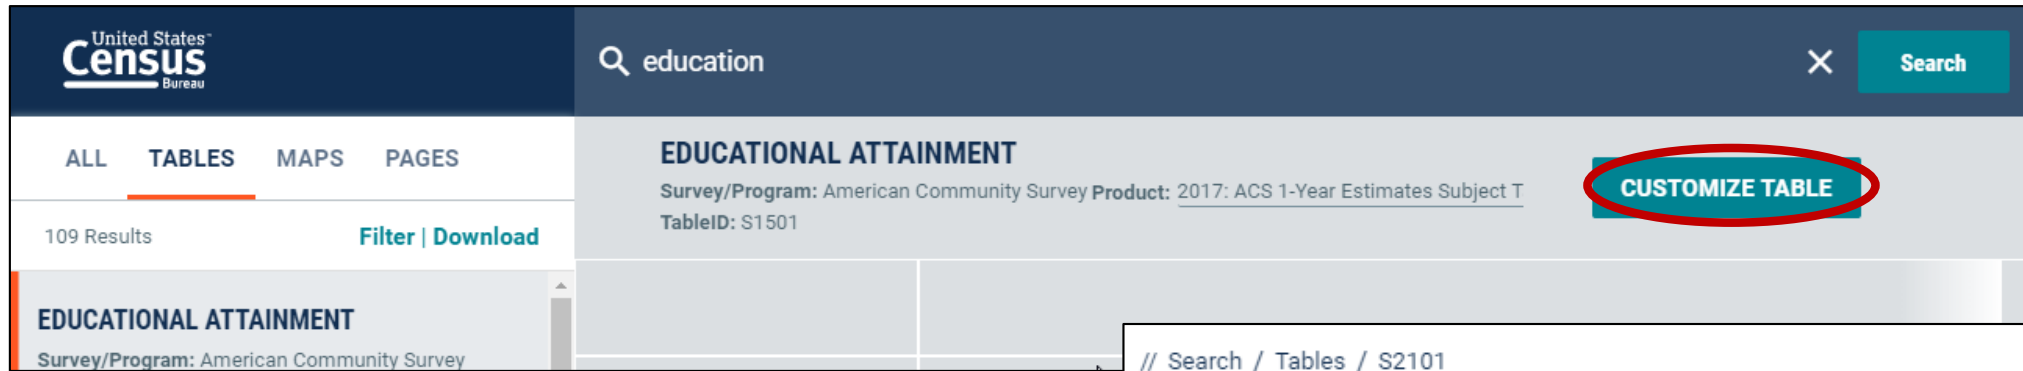 United States™
Census
Bureau
education
Search
ALL TABLES MAPS PAGES
109 Results Filter | Download
EDUCATIONAL ATTAINMENT
Survey/Program: American Community Survey
EDUCATIONAL ATTAINMENT
Survey/Program: American Community Survey Product: 2017: ACS 1-Year Estimates Subject T
TableID: S1501
CUSTOMIZE TABLE
// Search / Tables / S2101